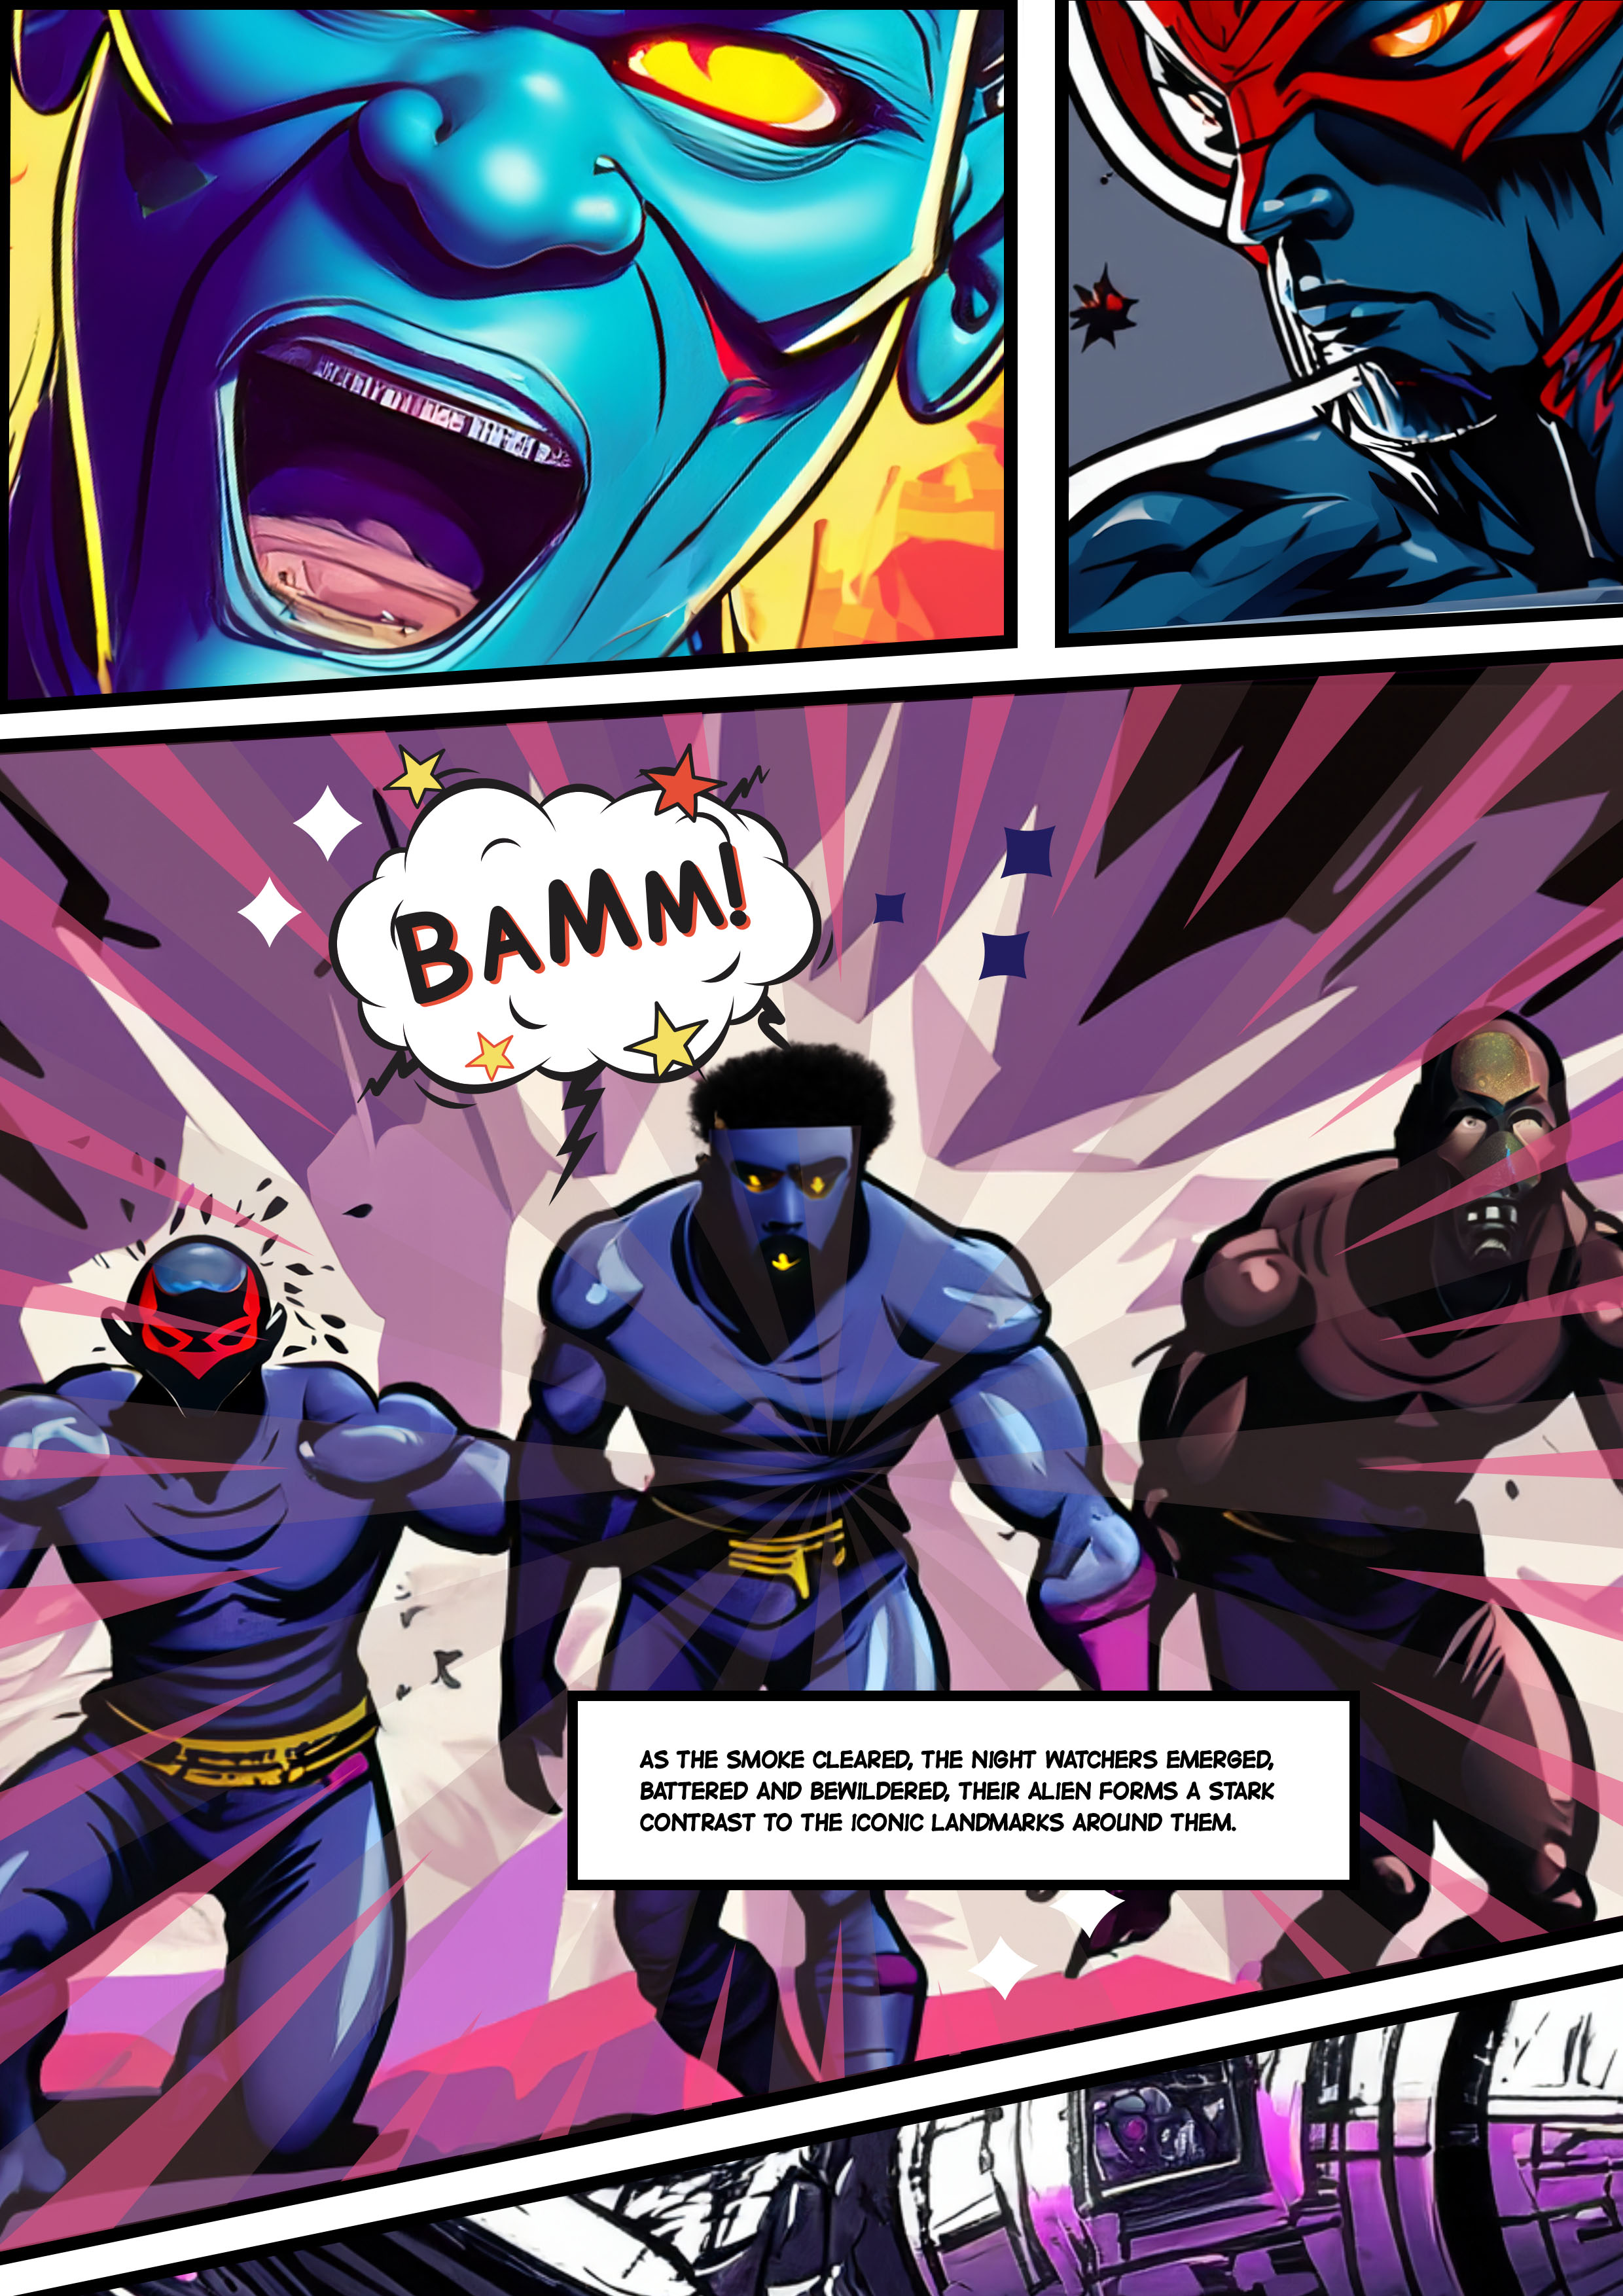 BAMM!
AS THE SMOKE CLEARED, THE NIGHT WATCHERS EMERGED,
BATTERED AND BEWILDERED, THEIR ALIEN FORMS A STARK
CONTRAST TO THE ICONIC LANDMARKS AROUND THEM.